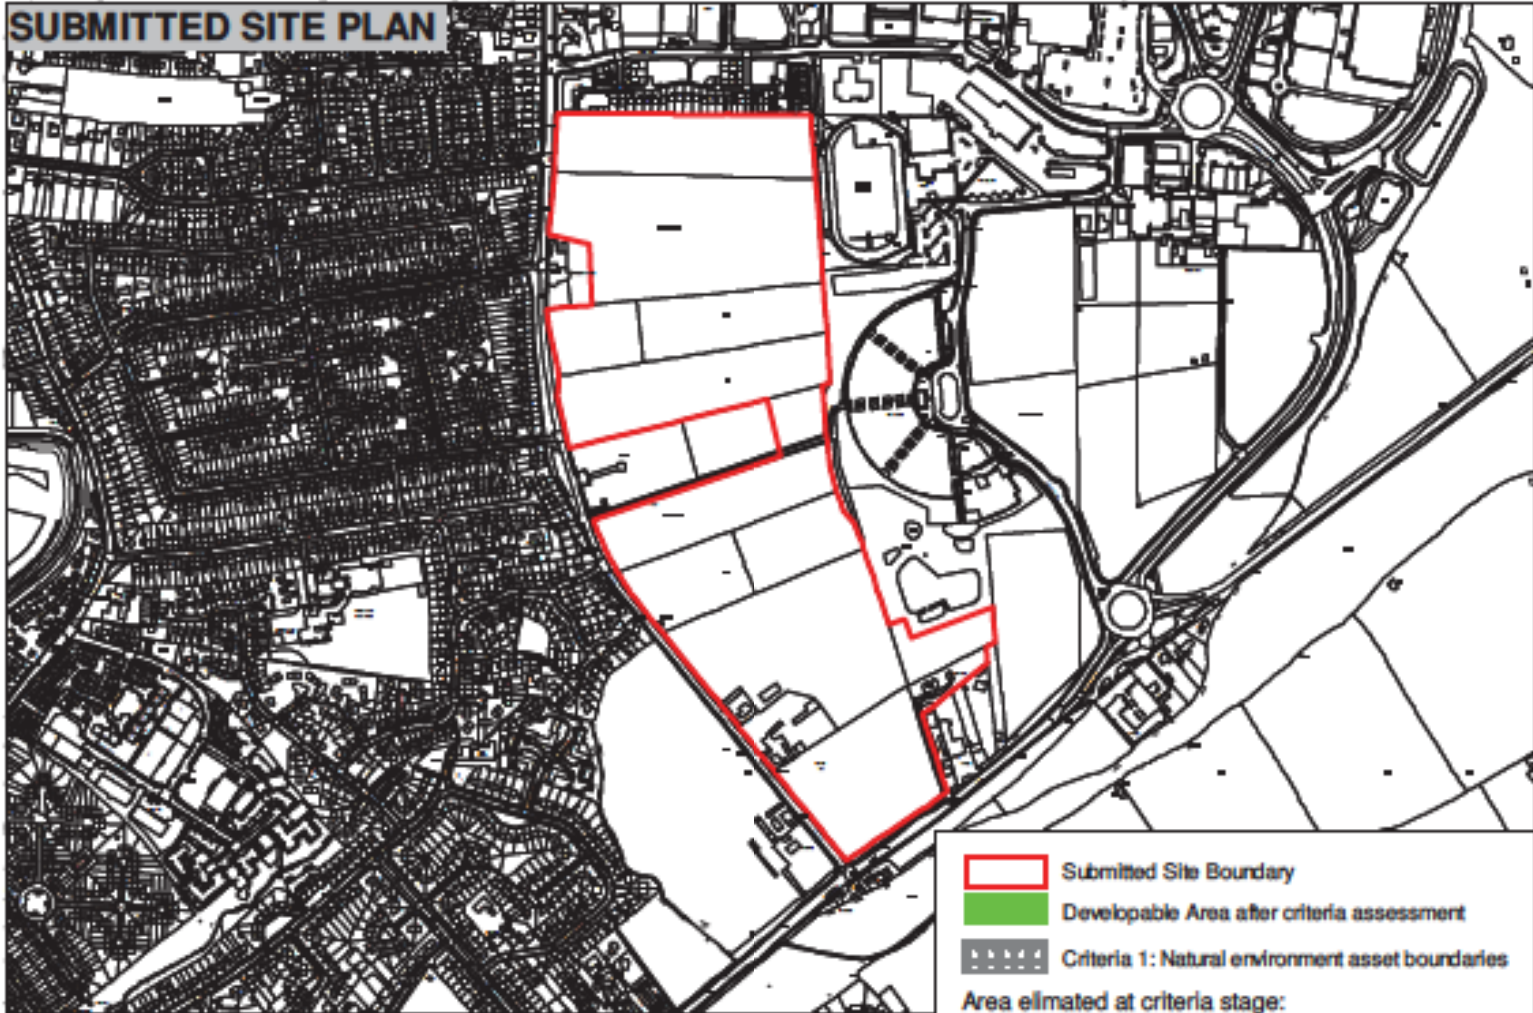 SUBMITTED SITE PLAN
Submitted Site Boundary
Developable Area after criteria assessment
Criteria 1: Natural environment asset boundaries
Area elimated at criteria stage: